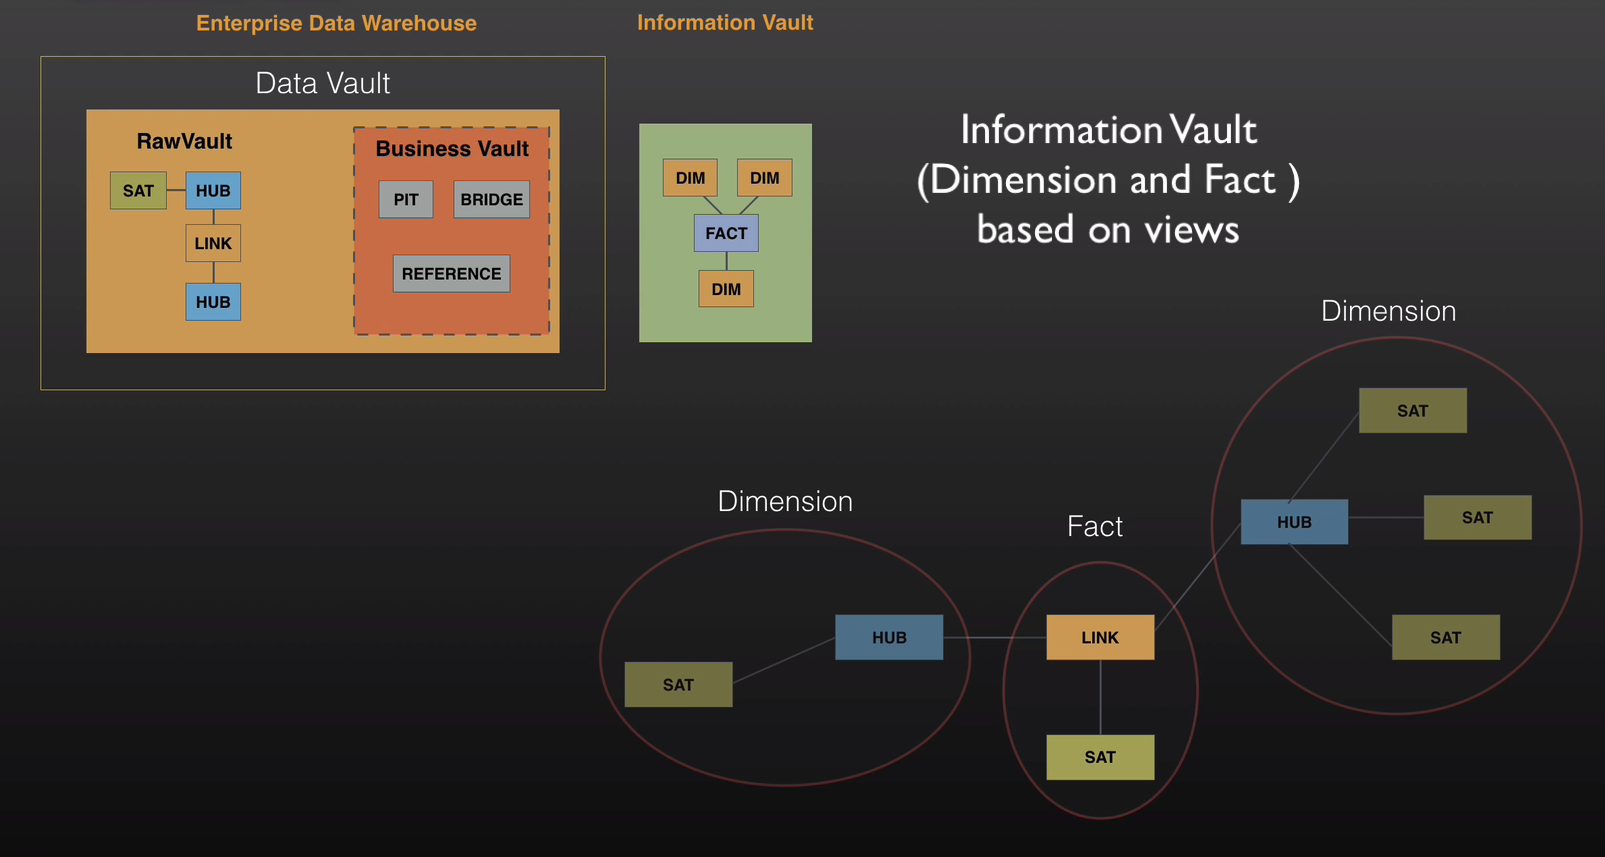 Enterprise Data Warehouse
Information Vault
Data Vault
RawVault
SAT
HUB
LINK
HUB
Business Vault
PIT
BRIDGE
REFERENCE
DIM
DIM
FACT
DIM
Information Vault
(Dimension and Fact )
based on views
Dimension
SAT
HUB
SAT
SAT
Dimension
HUB
SAT
Fact
LINK
SAT